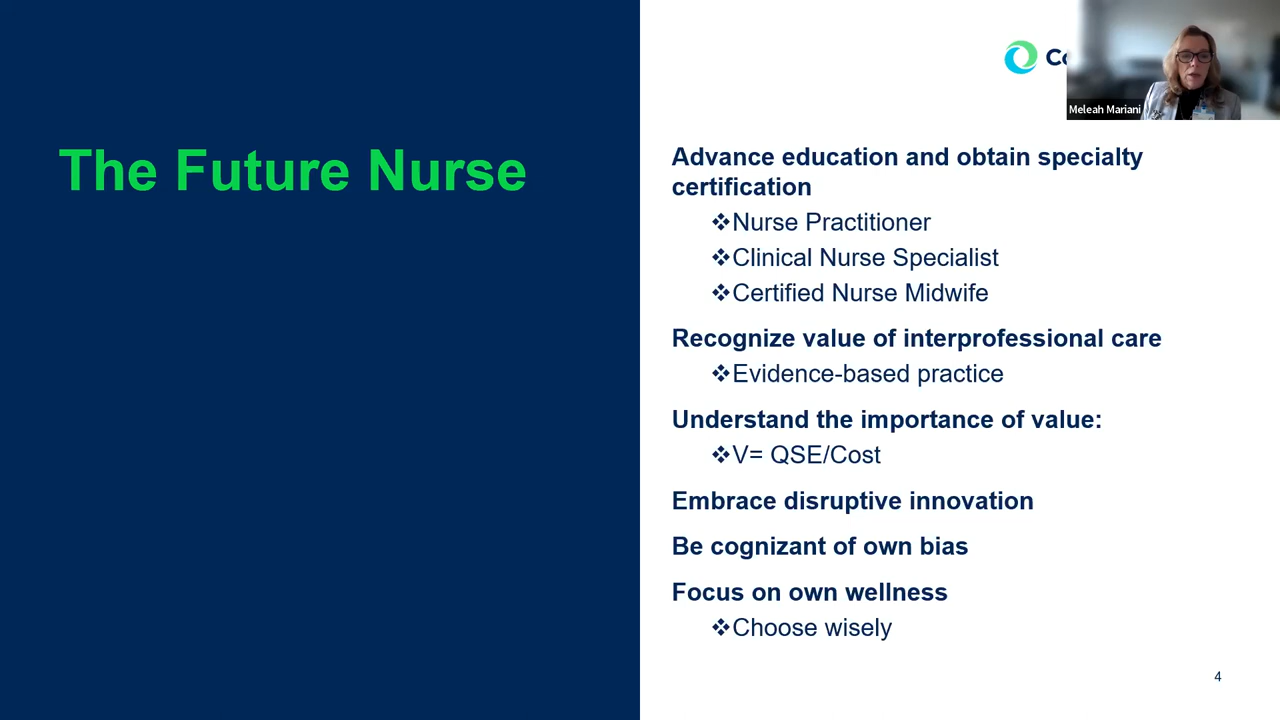 The Future Nurse
Meleah Mariani
Advance education and obtain specialty
certification
❖Nurse Practitioner
❖Clinical Nurse Specialist
❖Certified Nurse Midwife
Recognize value of interprofessional care
❖Evidence-based practice
Understand the importance of value:
❖V= QSE/Cost
Embrace disruptive innovation
Be cognizant of own bias
Focus on own wellness
❖Choose wisely
4